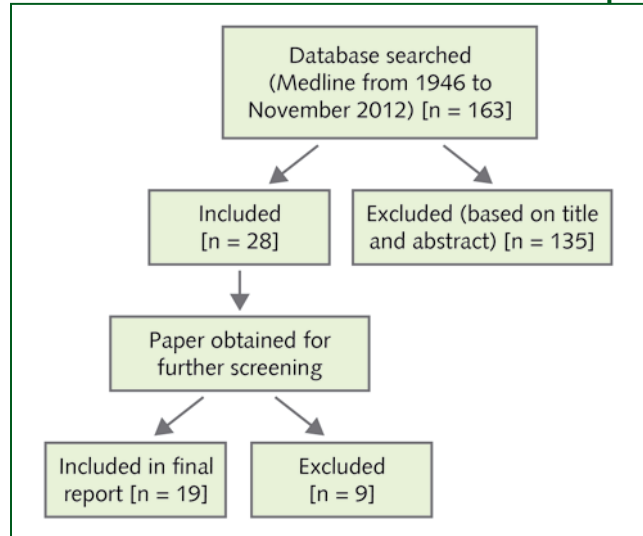 Database searched
(Medline from 1946 to
November 2012) [n = 163]
Included
[n = 28]
Excluded (based on title
and abstract) [n = 135]
Paper obtained for
further screening
Included in final
report [n = 19]
Excluded
[n = 9]